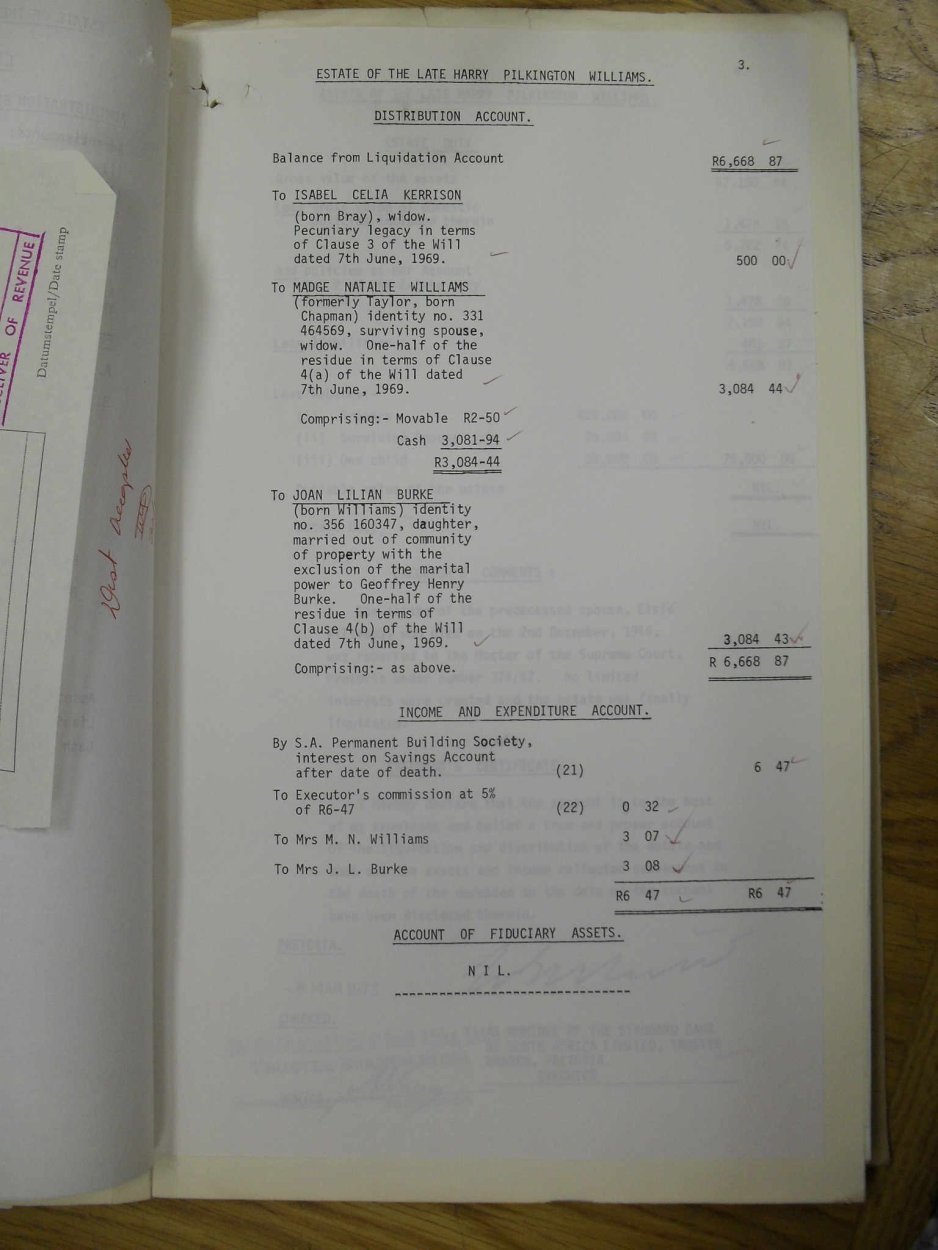 3.
ESTATE OF THE LATE HARRY PILKINGTON WILLIAMS.
DISTRIBUTION ACCOUNT.
Balance from Liquidation Account R6,668 87
To ISABEL CELIA KERRISON
(born Bray), widow.
Pecuniary legacy in terms
of Clause 3 of the Will
dated 7th June, 1969. 500 00
To MADGE NATALIE WILLIAMS
(formerly Taylor, born
Chapman) identity no. 331
464569, surviving spouse,
widow. One-half of the
residue in terms of Clause
4(a) of the Will dated
7th June, 1969. 3,084 44
Comprising:- Movable R2-50
Cash 3,081-94
R3,084-44
To JOAN LILIAN BURKE
(born Williams) identity
no. 356 160347, daughter,
married out of community
of property with the
exclusion of the marital
power to Geoffrey Henry
Burke. One-half of the
residue in terms of
Clause 4(b) of the Will
dated 7th June, 1969. 3,084 43
Comprising:- as above. R 6,668 87
INCOME AND EXPENDITURE ACCOUNT.
By S.A. Permanent Building Society,
interest on Savings Account
after date of death. (21) 6 47
To Executor's commission at 5%
of R6-47 (22) 0 32
To Mrs M. N. Williams 3 07
To Mrs J. L. Burke 3 08
R6 47 R6 47
ACCOUNT OF FIDUCIARY ASSETS.
N I L.
OF REVENUE
Datumstempel/Date stamp